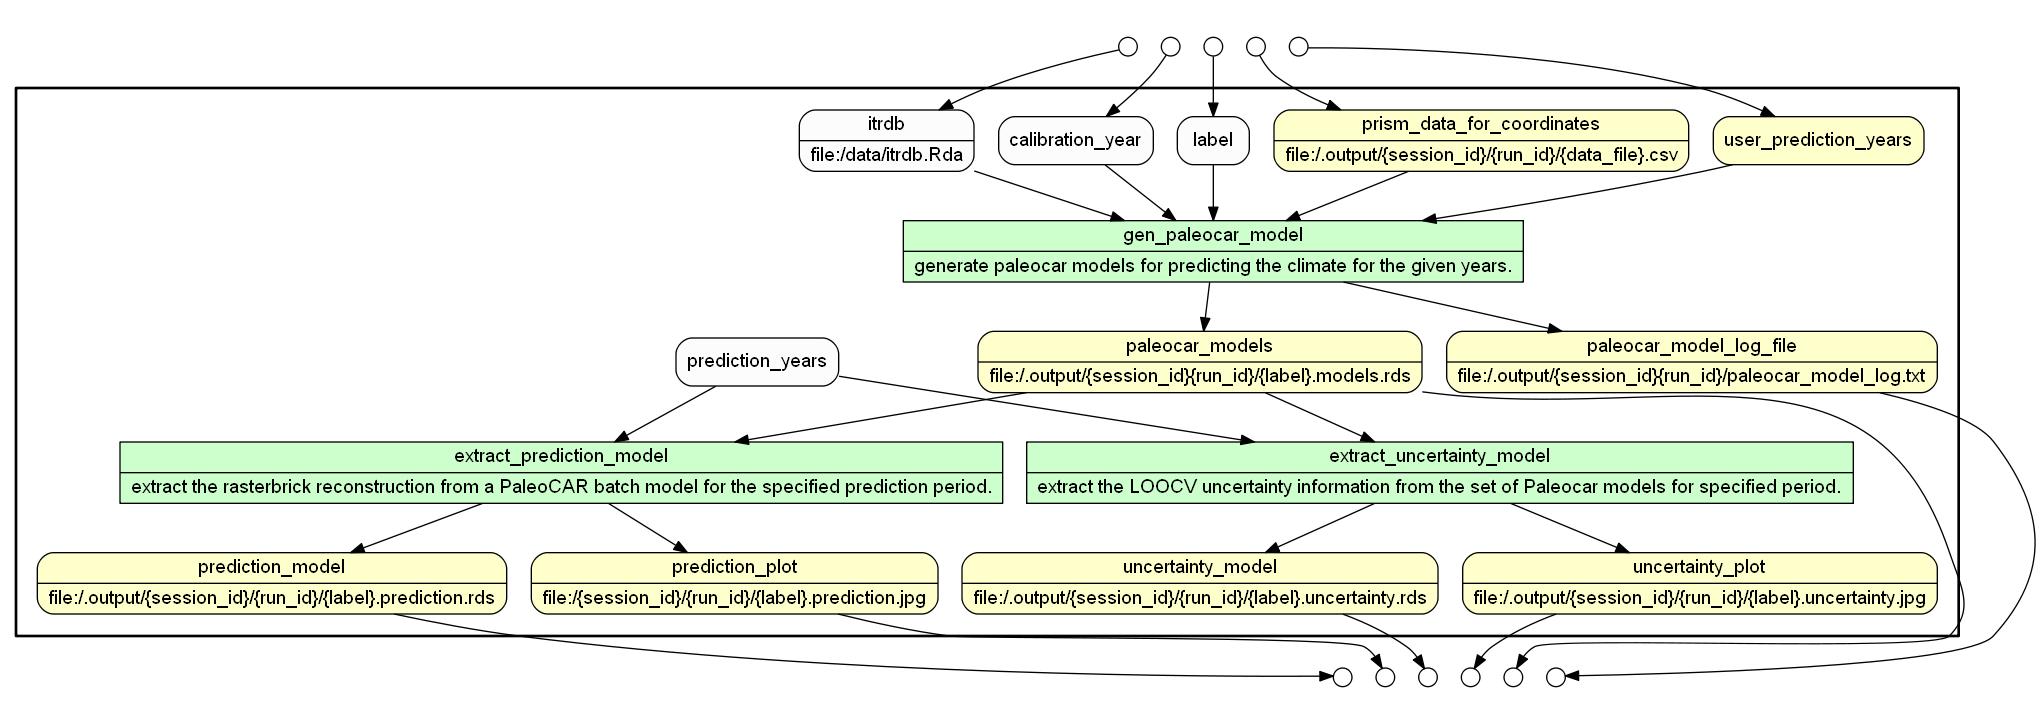 itrdb
file:/data/itrdb.Rda
calibration_year
label
prism_data_for_coordinates
file:/.output/{session_id}/{run_id}/{data_file}.csv
user_prediction_years
gen_paleocar_model
generate paleocar models for predicting the climate for the given years.
prediction_years
paleocar_models
file:/.output/{session_id}{run_id}/{label}.models.rds
paleocar_model_log_file
file:/.output/{session_id}{run_id}/paleocar_model_log.txt
extract_prediction_model
extract the rasterbrick reconstruction from a PaleoCAR batch model for the specified prediction period.
extract_uncertainty_model
extract the LOOCV uncertainty information from the set of Paleocar models for specified period.
prediction_model
file:/.output/{session_id}/{run_id}/{label}.prediction.rds
prediction_plot
file:/{session_id}/{run_id}/{label}.prediction.jpg
uncertainty_model
file:/.output/{session_id}/{run_id}/{label}.uncertainty.rds
uncertainty_plot
file:/.output/{session_id}/{run_id}/{label}.uncertainty.jpg